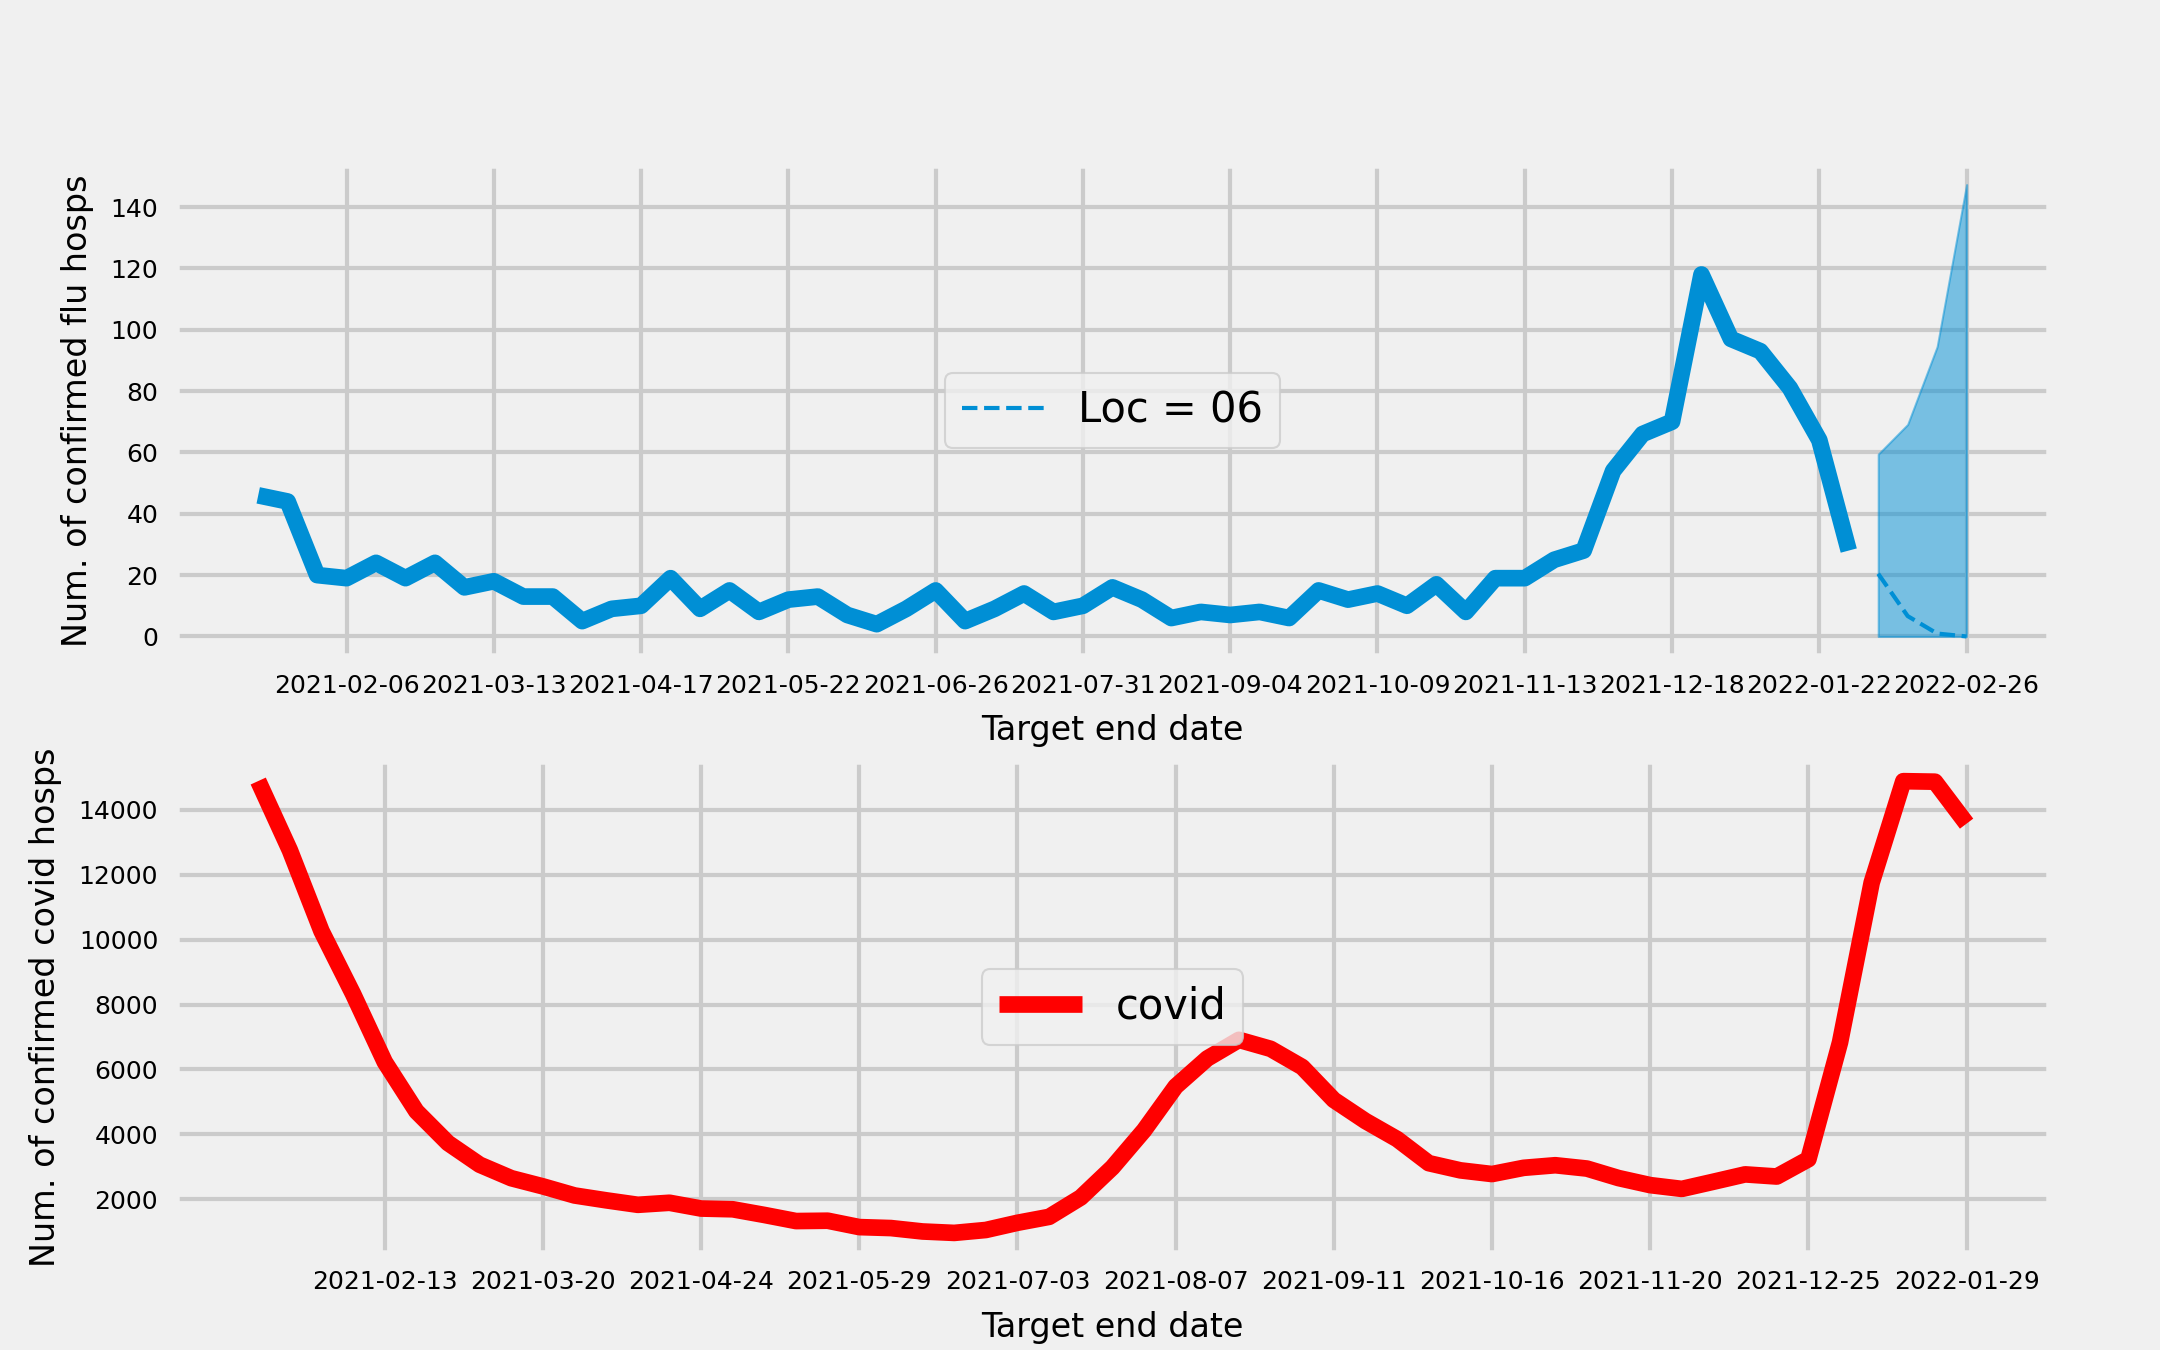 Num. of confirmed flu hosps
140
120
100
80
60
40
20
0
Loc = 06
2021-02-06 2021-03-13 2021-04-17 2021-05-22 2021-06-26 2021-07-31 2021-09-04 2021-10-09 2021-11-13 2021-12-18 2022-01-22 2022-02-26
Target end date
Num. of confirmed covid hosps
14000
12000
10000
8000
6000
4000
2000
covid
2021-02-13 2021-03-20 2021-04-24 2021-05-29 2021-07-03 2021-08-07 2021-09-11 2021-10-16 2021-11-20 2021-12-25 2022-01-29
Target end date